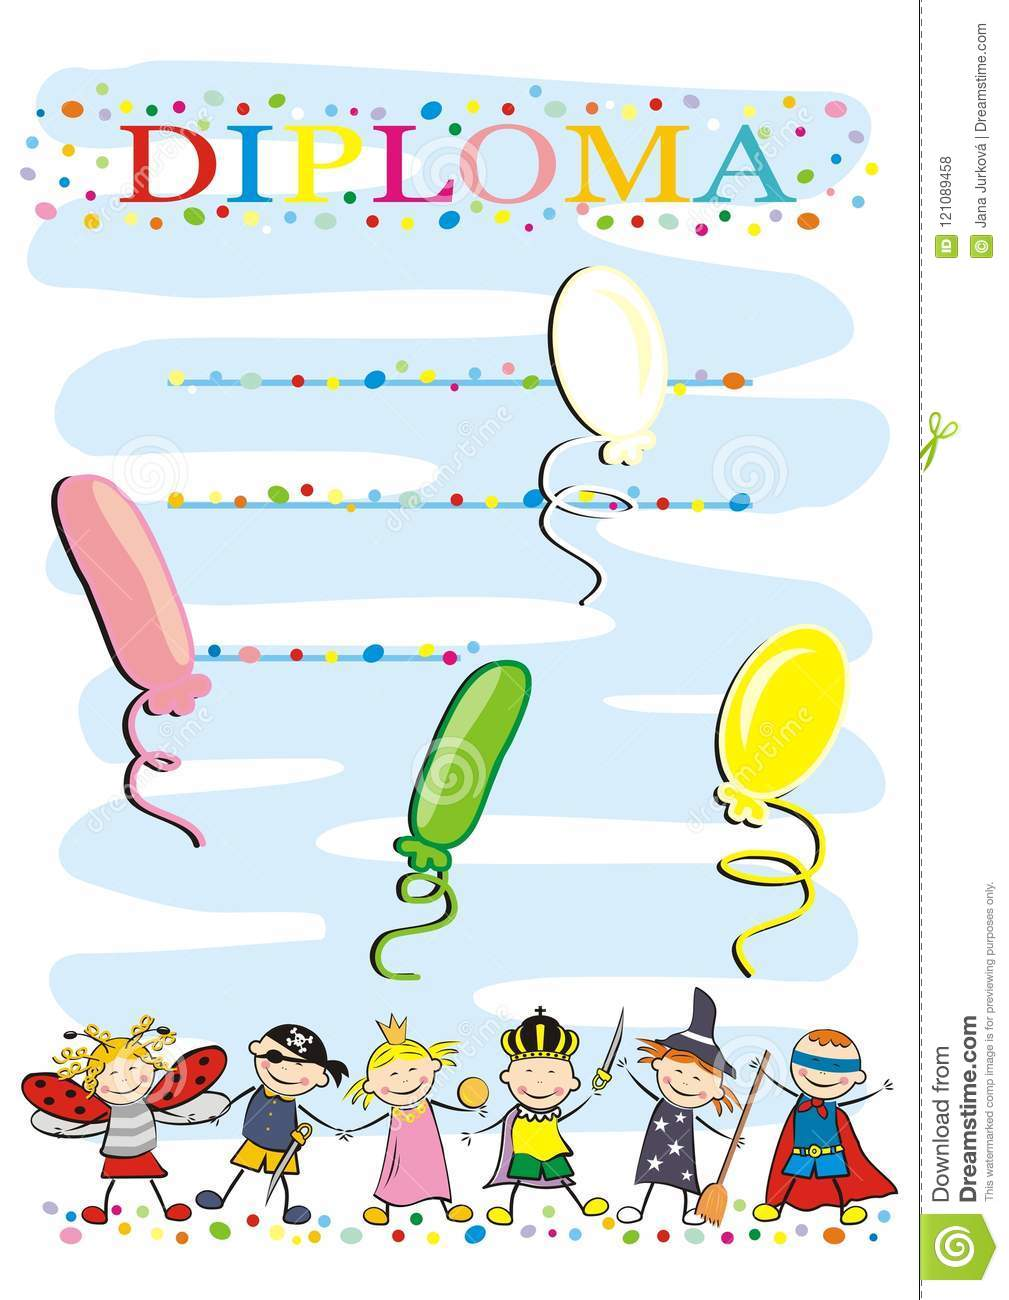 DIPLOMA
121089458
© Jana Jurková | Dreamstime.com
ID
Download from
Dreamstime.com
This watermarked comp image is for previewing purposes only.
dreamstime